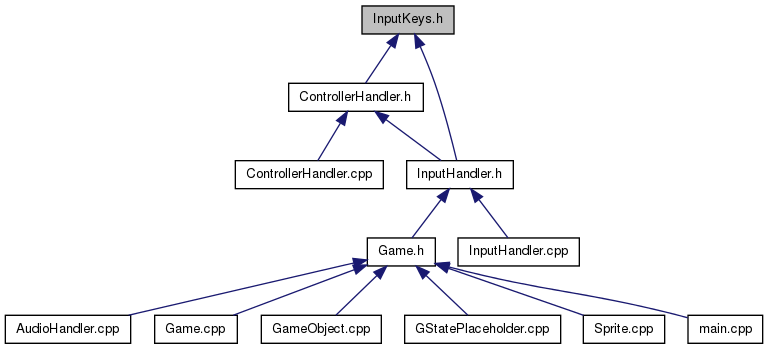 InputKeys.h
ControllerHandler.h
ControllerHandler.cpp
InputHandler.h
Game.h
InputHandler.cpp
AudioHandler.cpp
Game.cpp
GameObject.cpp
GStatePlaceholder.cpp
Sprite.cpp
main.cpp